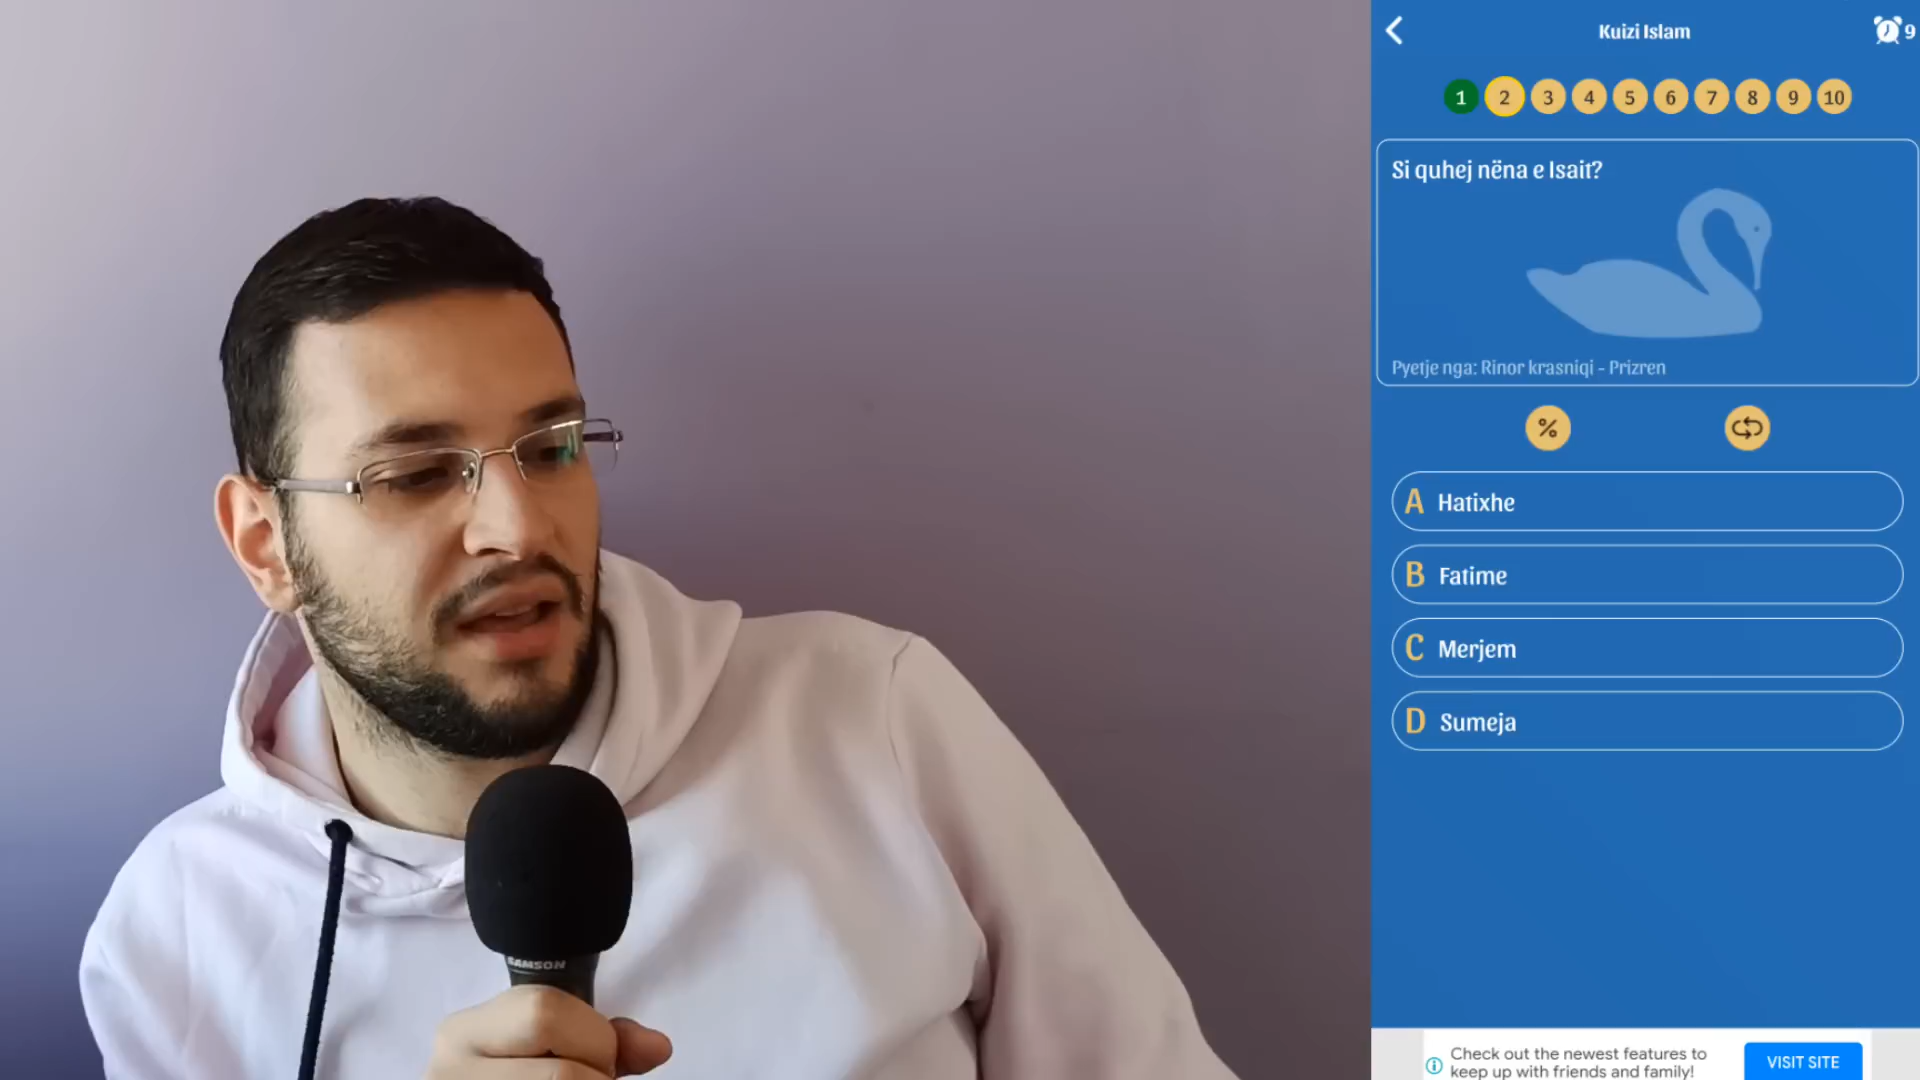 Kuizi Islam
9
1 2 3 4 5 6 7 8 9 10
Si quhej nëna e Isait?
Pyetje nga: Rinor krasniqi - Prizren
%
A Hatixhe
B Fatime
C Merjem
D Sumeja
SAMSON
Check out the newest features to
keep up with friends and family!
VISIT SITE